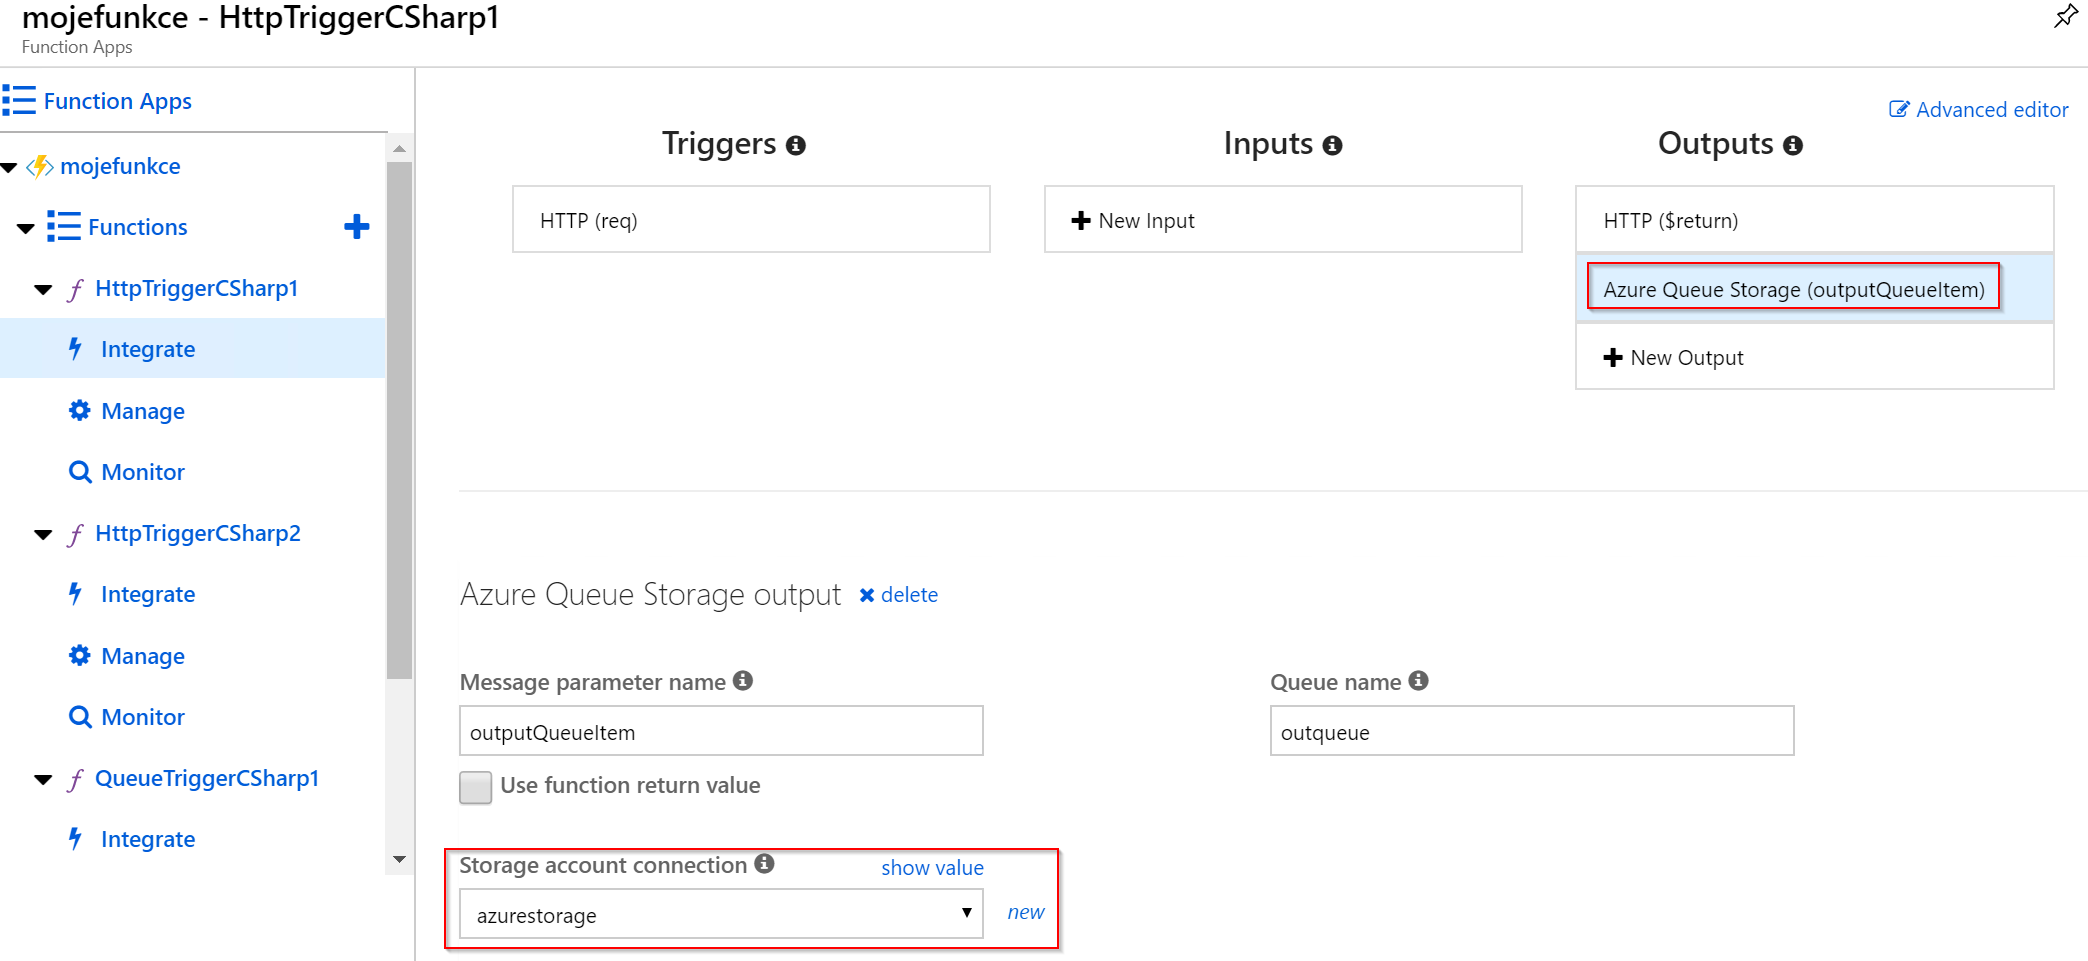 mojefunkce - HttpTriggerCSharp1
Function Apps
Function Apps
mojefunkce
Functions
HttpTriggerCSharp1
Integrate
Manage
Monitor
HttpTriggerCSharp2
Integrate
Manage
Monitor
QueueTriggerCSharp1
Integrate
Advanced editor
Triggers
HTTP (req)
Inputs
New Input
Outputs
HTTP ($return)
Azure Queue Storage (outputQueueItem)
New Output
Azure Queue Storage output delete
Message parameter name
outputQueueItem
Use function return value
Queue name
outqueue
Storage account connection show value
azurestorage new